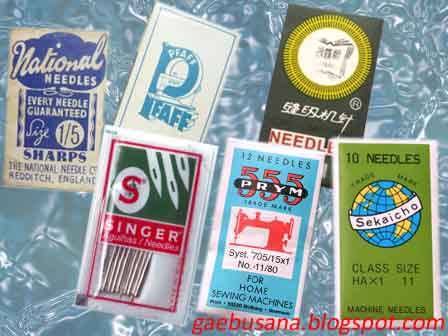 National
NEEDLES
EVERY NEEDLE
GUARANTEED
Size 1/5
SHARPS
THE NATIONAL NEEDLE Co
REDDITCH, ENGLAND
PFAFF
PFAFF
缝纫机针
®
NEEDLE
S
SINGER
Agulhas / Needles
12 NEEDLES
555
PRYM
TRADE MARK
Syst. 705/15x1
No. 11/80
FOR
HOME
SEWING MACHINES
10 NEEDLES
TRADE MARK
Sekaicho
CLASS SIZE
HA×1 11
MACHINE NEEDLES
gaebusana.blogspot.com